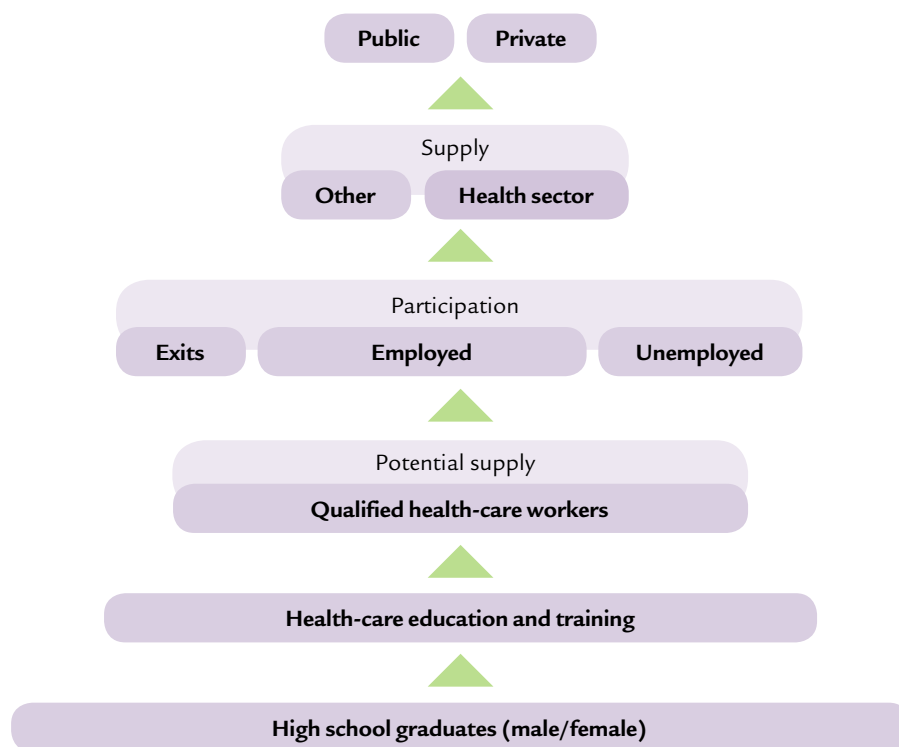 Public Private
Supply
Other Health sector
Participation
Exits Employed Unemployed
Potential supply
Qualified health-care workers
Health-care education and training
High school graduates (male/female)